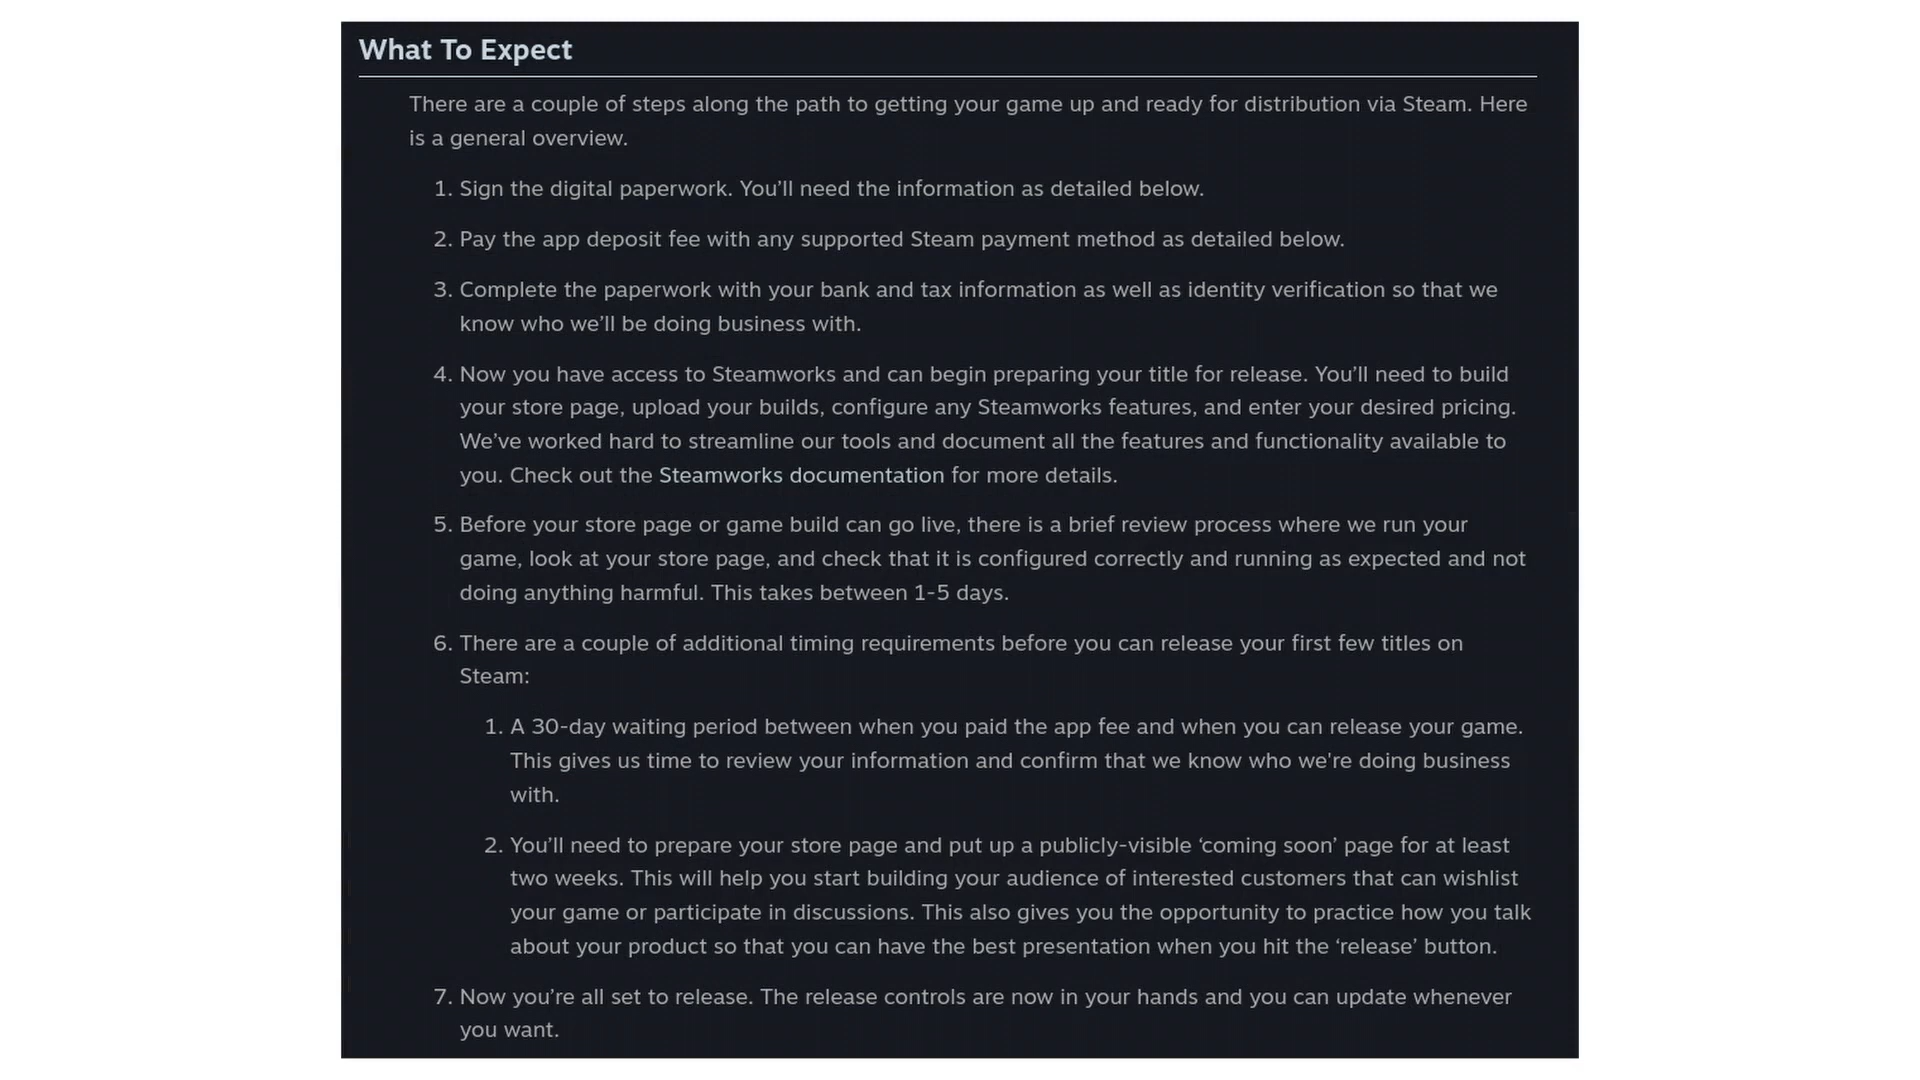 What To Expect
There are a couple of steps along the path to getting your game up and ready for distribution via Steam. Here
is a general overview.
1. Sign the digital paperwork. You’ll need the information as detailed below.
2. Pay the app deposit fee with any supported Steam payment method as detailed below.
3. Complete the paperwork with your bank and tax information as well as identity verification so that we
know who we’ll be doing business with.
4. Now you have access to Steamworks and can begin preparing your title for release. You’ll need to build
your store page, upload your builds, configure any Steamworks features, and enter your desired pricing.
We’ve worked hard to streamline our tools and document all the features and functionality available to
you. Check out the Steamworks documentation for more details.
5. Before your store page or game build can go live, there is a brief review process where we run your
game, look at your store page, and check that it is configured correctly and running as expected and not
doing anything harmful. This takes between 1-5 days.
6. There are a couple of additional timing requirements before you can release your first few titles on
Steam:
1. A 30-day waiting period between when you paid the app fee and when you can release your game.
This gives us time to review your information and confirm that we know who we're doing business
with.
2. You’ll need to prepare your store page and put up a publicly-visible ‘coming soon’ page for at least
two weeks. This will help you start building your audience of interested customers that can wishlist
your game or participate in discussions. This also gives you the opportunity to practice how you talk
about your product so that you can have the best presentation when you hit the ‘release’ button.
7. Now you’re all set to release. The release controls are now in your hands and you can update whenever
you want.